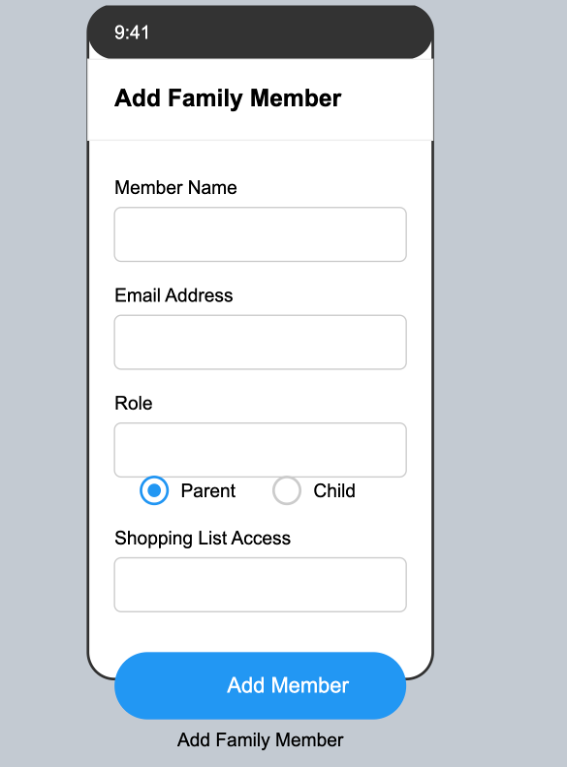 9:41
Add Family Member
Member Name
Email Address
Role
Parent Child
Shopping List Access
Add Member
Add Family Member